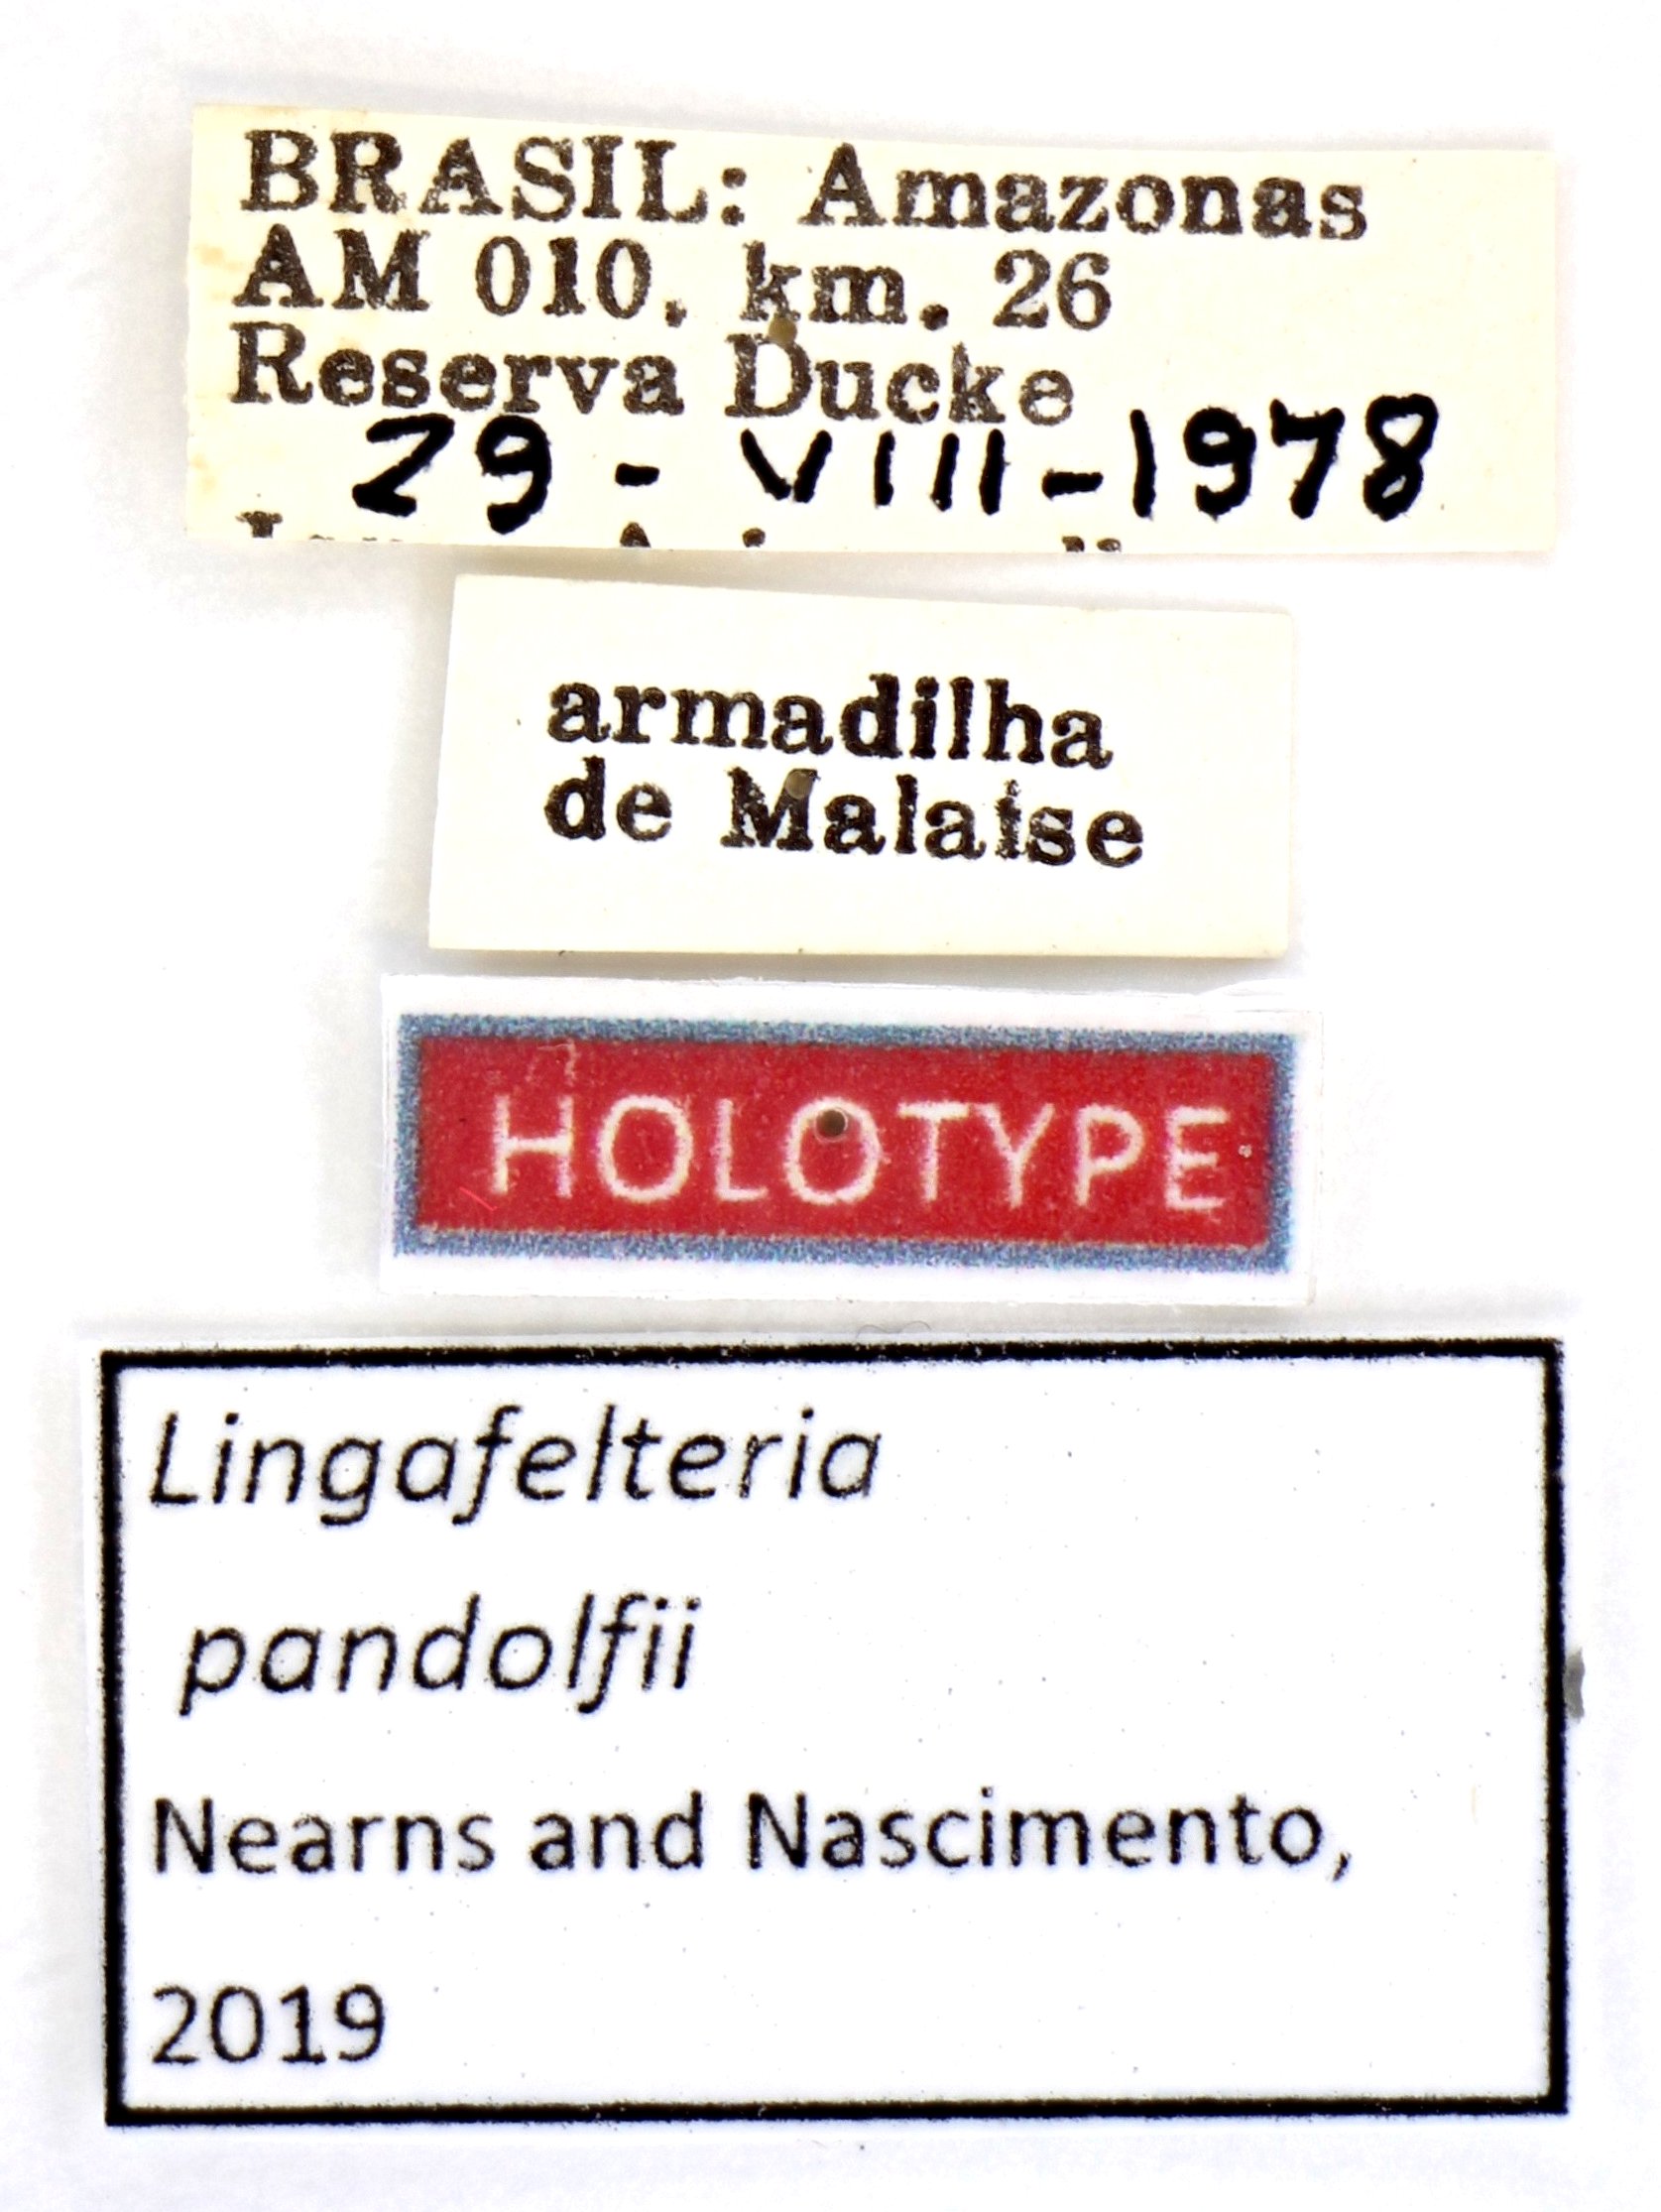 BRASIL: Amazonas
AM 010, km. 26
Reserva Ducke
29 - VIII-1978
armadilha
de Malaise
HOLOTYPE
Lingafelteria
pandolfii
Nearns and Nascimento,
2019